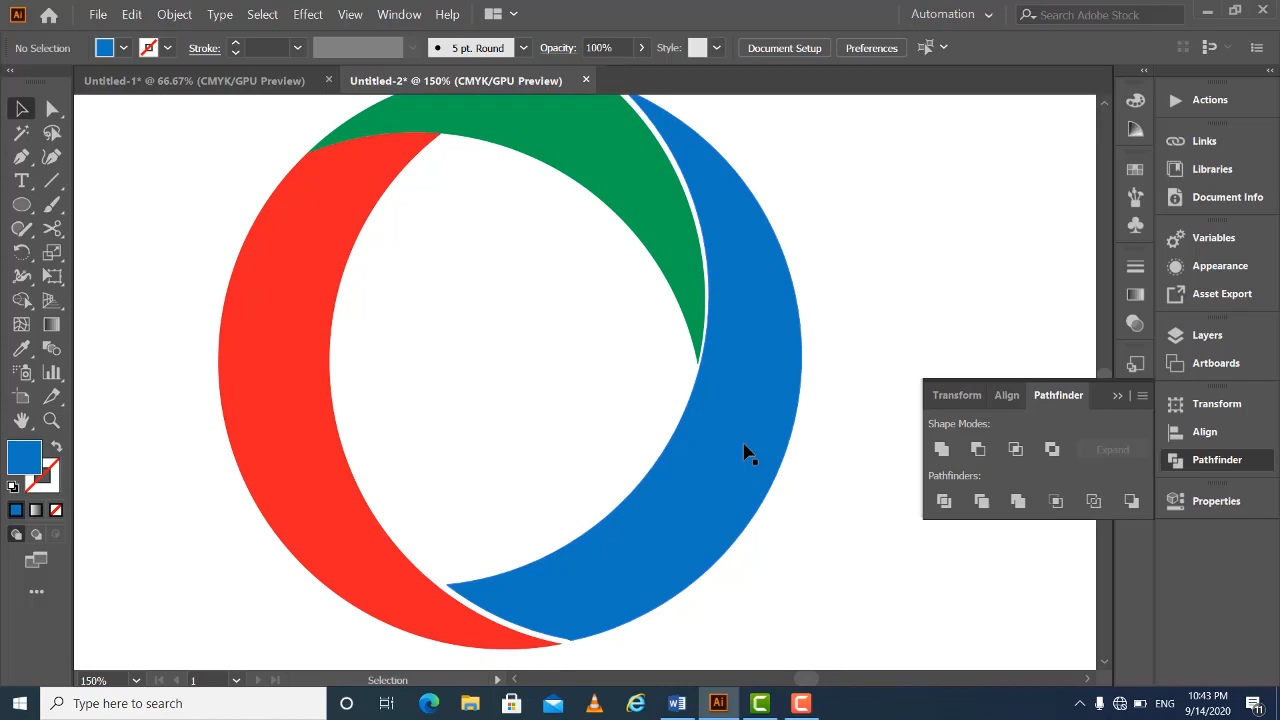 Ai File Edit Object Type Select Effect View Window Help Automation Search Adobe Stock
No Selection Stroke: 5 pt. Round Opacity: 100% Style: Document Setup Preferences
Untitled-1* @ 66.67% (CMYK/GPU Preview) Untitled-2* @ 150% (CMYK/GPU Preview)
Actions
Links
Libraries
Document Info
Variables
Appearance
Asset Export
Layers
Artboards
Transform
Align
Pathfinder
Properties
Transform Align Pathfinder
Shape Modes:
Expand
Pathfinders:
150% 1 Selection
Type here to search
Ai
ENG
10:43 PM
9/14/2020